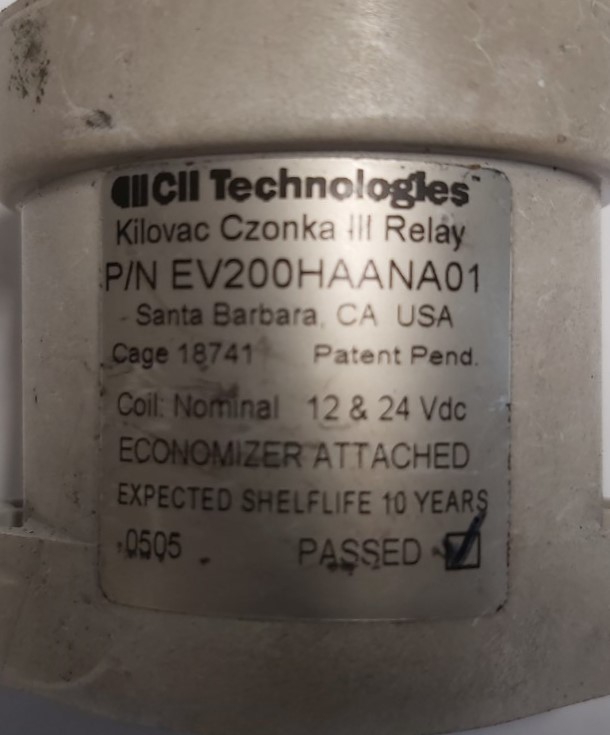 CII Technologies™
Kilovac Czonka III Relay
P/N EV200HAANA01
Santa Barbara, CA USA
Cage 18741 Patent Pend.
Coil: Nominal 12 & 24 Vdc
ECONOMIZER ATTACHED
EXPECTED SHELFLIFE 10 YEARS
0505 PASSED ☑